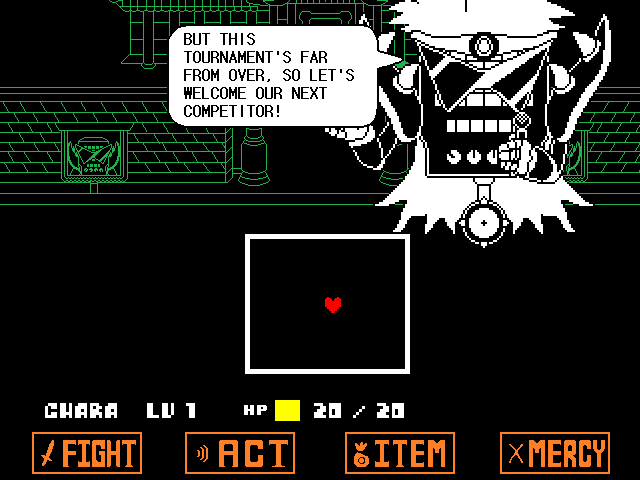 BUT THIS
TOURNAMENT'S FAR
FROM OVER, SO LET'S
WELCOME OUR NEXT
COMPETITOR!
CHARA LV 1 HP 20 / 20
FIGHT ACT ITEM MERCY